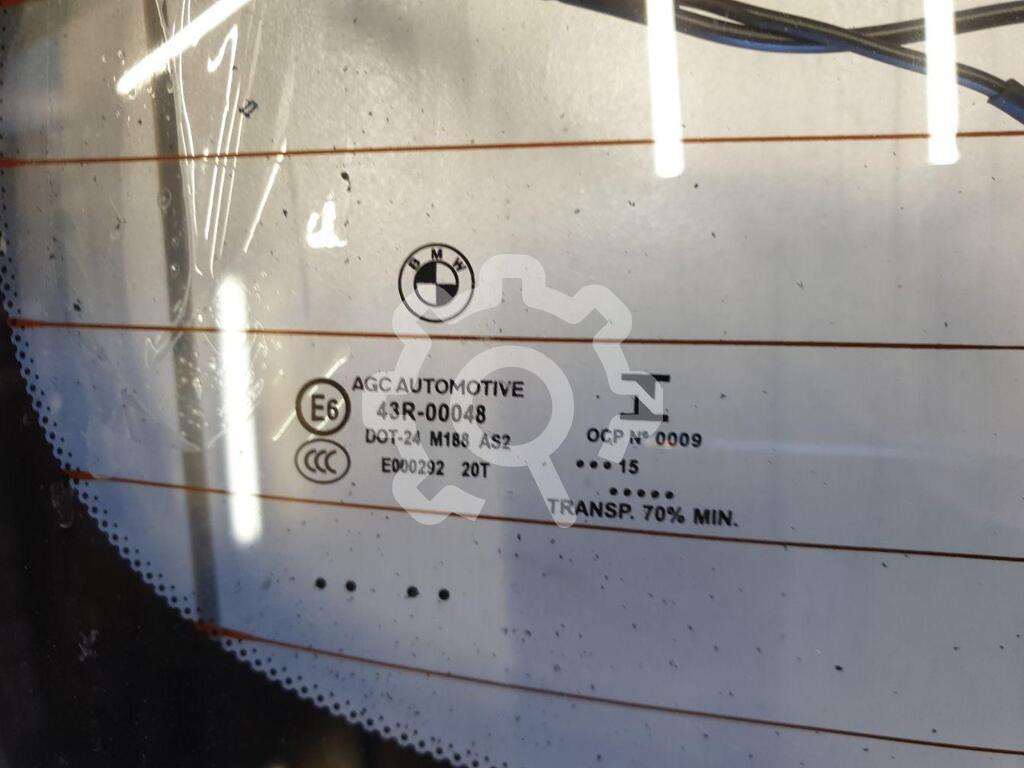 BMW
E6
AGC AUTOMOTIVE
43R-00048
DOT-24 M188 AS2
CCC
E000292 20T
OCP Nº 0009
•••15
•••••
TRANSP. 70% MIN.